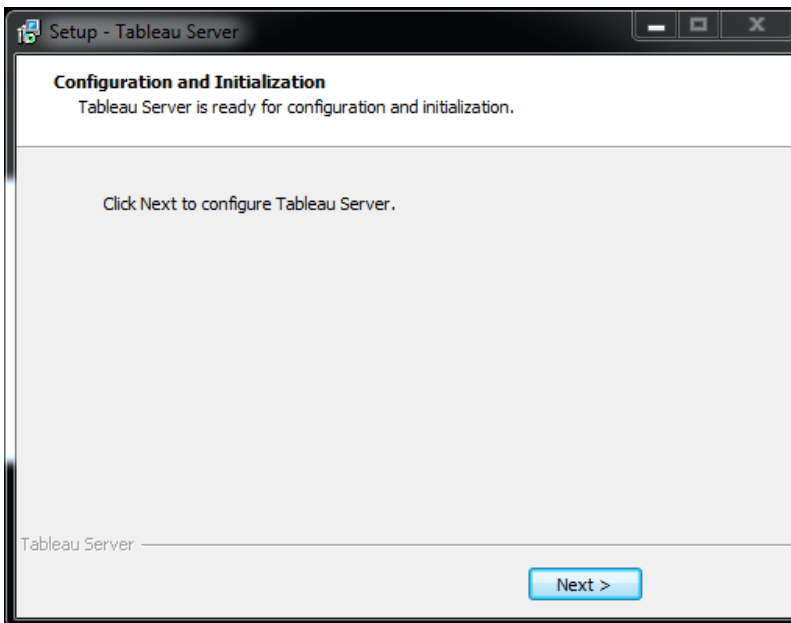 Setup - Tableau Server
Configuration and Initialization
Tableau Server is ready for configuration and initialization.
Click Next to configure Tableau Server.
Tableau Server
Next >